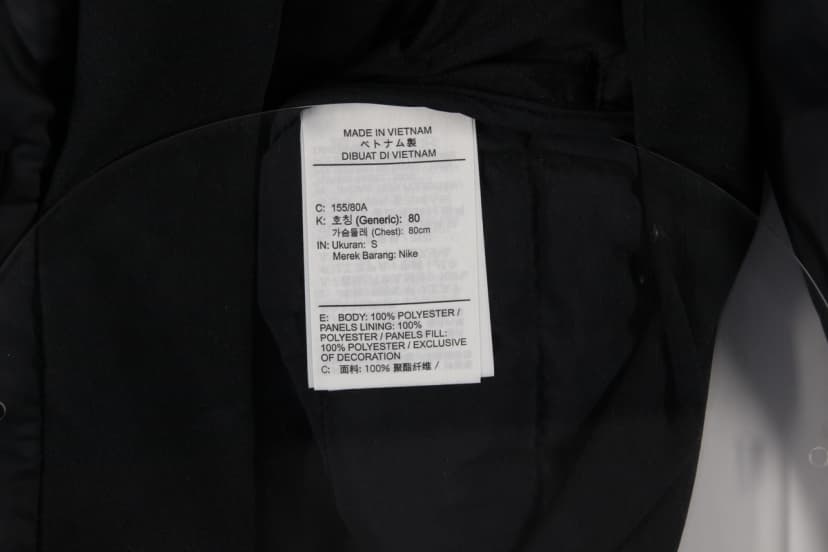 MADE IN VIETNAM
ベトナム製
DIBUAT DI VIETNAM
C: 155/80A
K: 호칭 (Generic): 80
가슴둘레 (Chest): 80cm
IN: Ukuran: S
Merek Barang: Nike
E: BODY: 100% POLYESTER /
PANELS LINING: 100%
POLYESTER / PANELS FILL:
100% POLYESTER / EXCLUSIVE
OF DECORATION
C: 面料: 100% 聚酯纤维 /